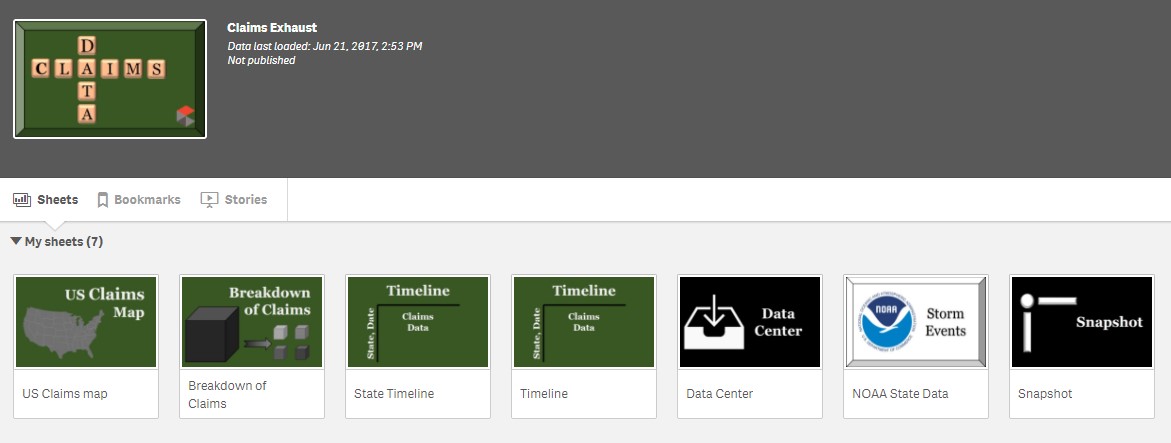 Claims Exhaust
Data last loaded: Jun 21, 2017, 2:53 PM
Not published
D
CLAIMS
T
A
Sheets Bookmarks Stories
My sheets (7)
US Claims
Map
US Claims map
Breakdown
of Claims
Breakdown of
Claims
Timeline
State, Date
Claims
Data
State Timeline
Timeline
State, Date
Claims
Data
Timeline
Data
Center
Data Center
NOAA
Storm
Events
NOAA State Data
Snapshot
Snapshot